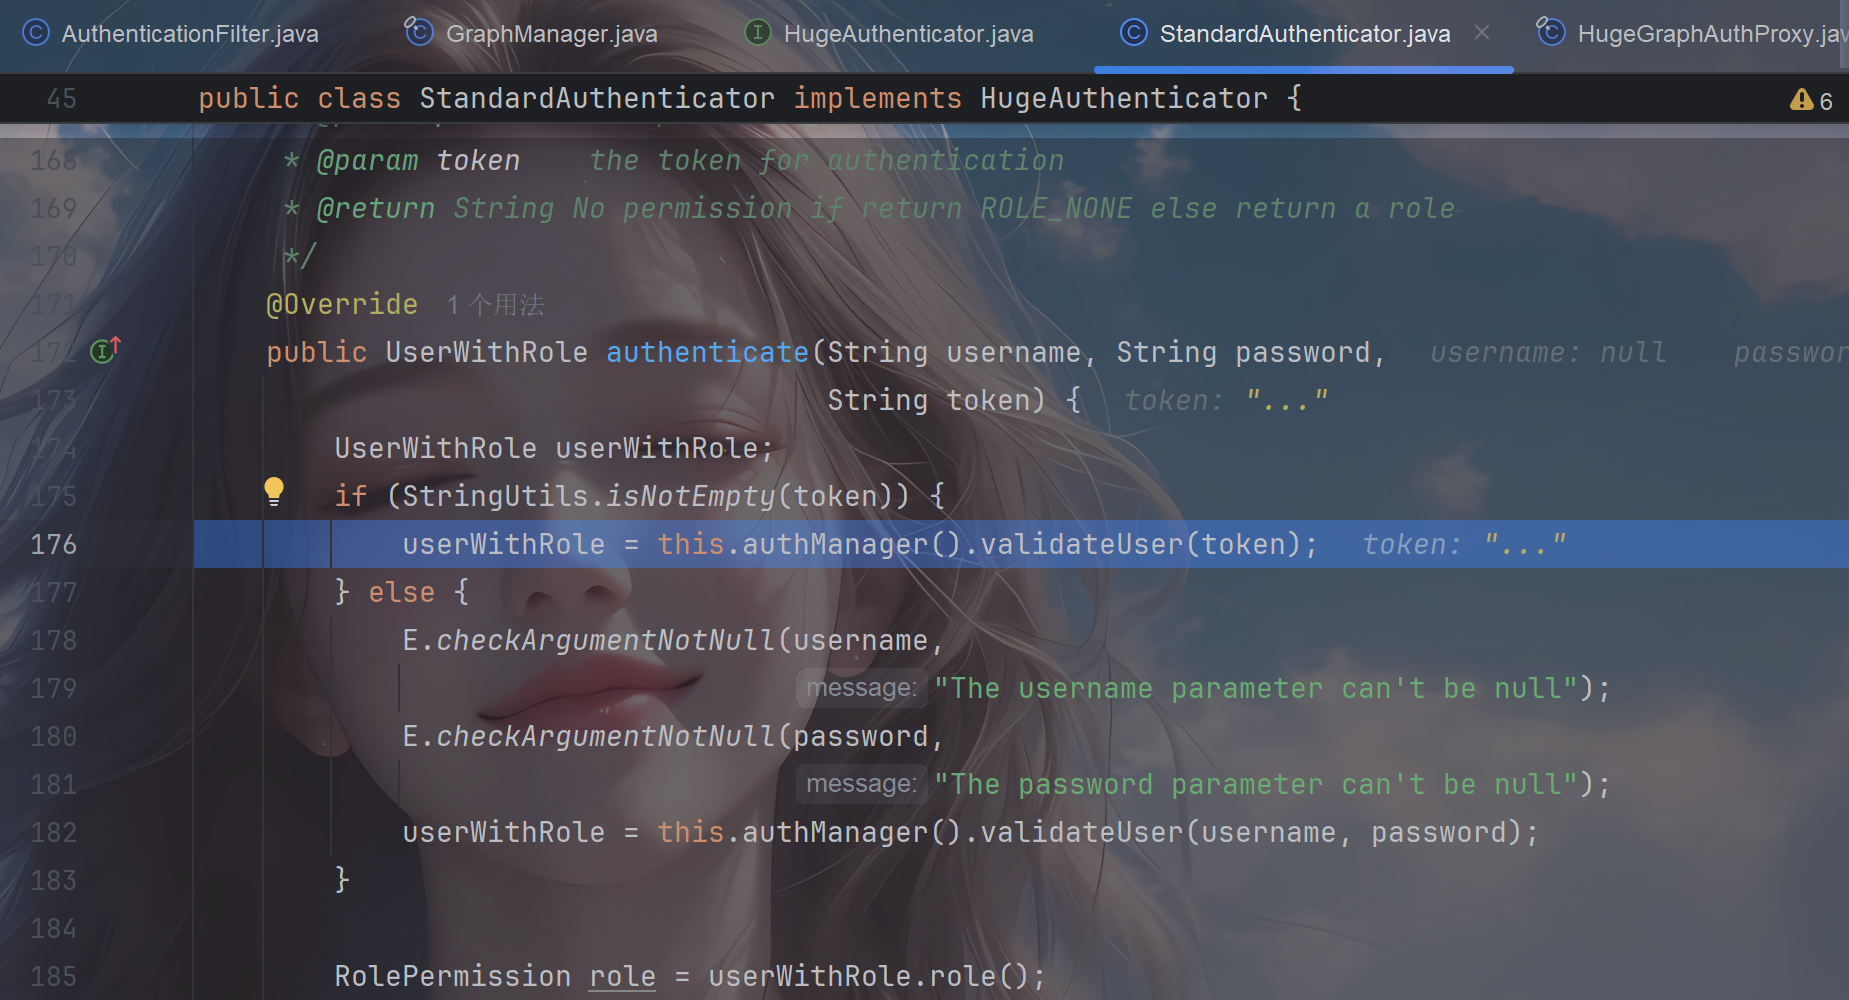 AuthenticationFilter.java GraphManager.java HugeAuthenticator.java StandardAuthenticator.java HugeGraphAuthProxy.jav
45 public class StandardAuthenticator implements HugeAuthenticator { 6
168 * @param token the token for authentication
169 * @return String No permission if return ROLE_NONE else return a role
170 */
171 @Override 1 个用法
172 public UserWithRole authenticate(String username, String password, username: null passwor
173 String token) { token: "..."
174 UserWithRole userWithRole;
175 if (StringUtils.isNotEmpty(token)) {
176 userWithRole = this.authManager().validateUser(token); token: "..."
177 } else {
178 E.checkArgumentNotNull(username,
179 message: "The username parameter can't be null");
180 E.checkArgumentNotNull(password,
181 message: "The password parameter can't be null");
182 userWithRole = this.authManager().validateUser(username, password);
183 }
184
185 RolePermission role = userWithRole.role();